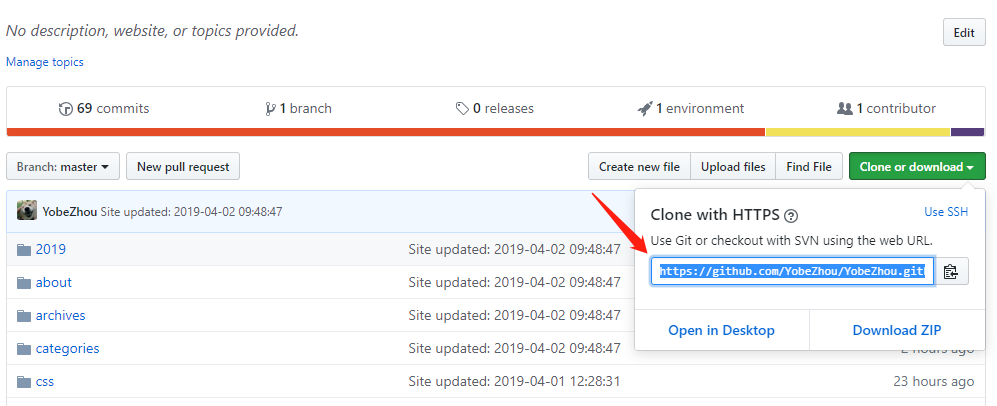 No description, website, or topics provided.
Edit
Manage topics
69 commits
1 branch
0 releases
1 environment
1 contributor
Branch: master
New pull request
Create new file
Upload files
Find File
Clone or download
YobeZhou Site updated: 2019-04-02 09:48:47
Clone with HTTPS
Use SSH
Use Git or checkout with SVN using the web URL.
https://github.com/YobeZhou/YobeZhou.git
Open in Desktop
Download ZIP
2019 Site updated: 2019-04-02 09:48:47
about Site updated: 2019-04-02 09:48:47
archives Site updated: 2019-04-02 09:48:47
categories Site updated: 2019-04-02 09:48:47 2 hours ago
css Site updated: 2019-04-01 12:28:31 23 hours ago